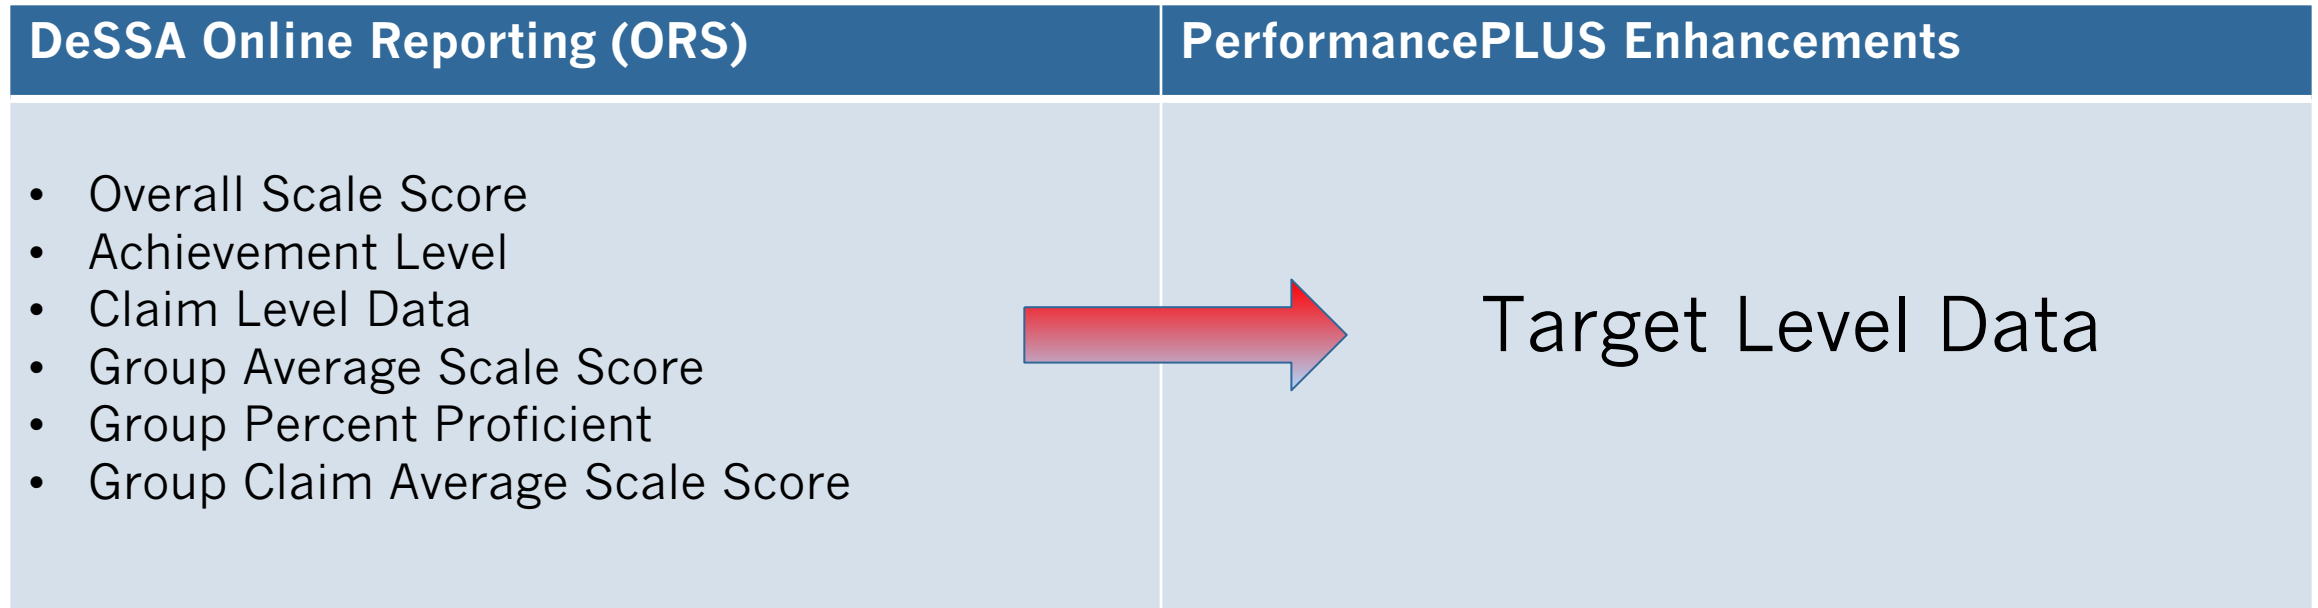 DeSSA Online Reporting (ORS)
PerformancePLUS Enhancements
• Overall Scale Score
• Achievement Level
• Claim Level Data
• Group Average Scale Score
• Group Percent Proficient
• Group Claim Average Scale Score
Target Level Data